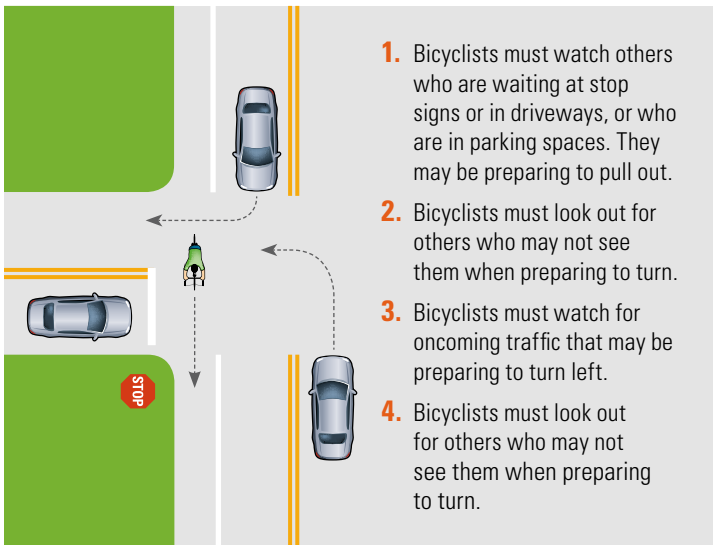 1. Bicyclists must watch others
who are waiting at stop
signs or in driveways, or who
are in parking spaces. They
may be preparing to pull out.
2. Bicyclists must look out for
others who may not see
them when preparing to turn.
3. Bicyclists must watch for
oncoming traffic that may be
preparing to turn left.
4. Bicyclists must look out
for others who may not
see them when preparing
to turn.
STOP